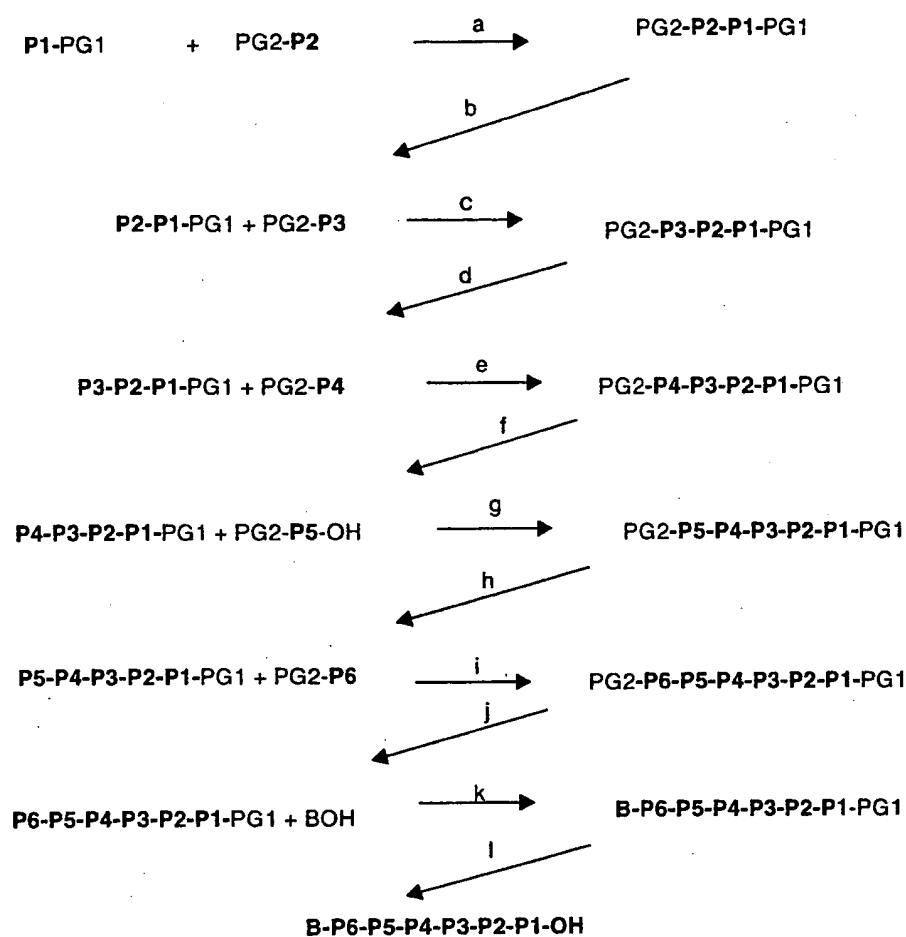 P1-PG1 + PG2-P2 a PG2-P2-P1-PG1
b
P2-P1-PG1 + PG2-P3 c PG2-P3-P2-P1-PG1
d
P3-P2-P1-PG1 + PG2-P4 e PG2-P4-P3-P2-P1-PG1
f
P4-P3-P2-P1-PG1 + PG2-P5-OH g PG2-P5-P4-P3-P2-P1-PG1
h
P5-P4-P3-P2-P1-PG1 + PG2-P6 i PG2-P6-P5-P4-P3-P2-P1-PG1
j
P6-P5-P4-P3-P2-P1-PG1 + BOH k B-P6-P5-P4-P3-P2-P1-PG1
l
B-P6-P5-P4-P3-P2-P1-OH